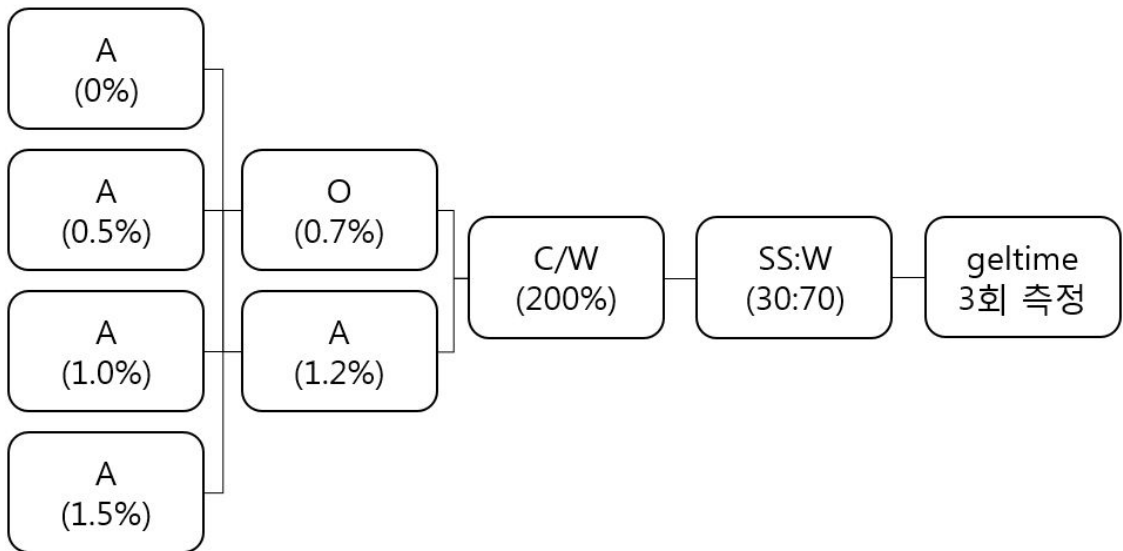 A
(0%)
A
(0.5%)
A
(1.0%)
A
(1.5%)
O
(0.7%)
A
(1.2%)
C/W
(200%)
SS:W
(30:70)
geltime
3회 측정